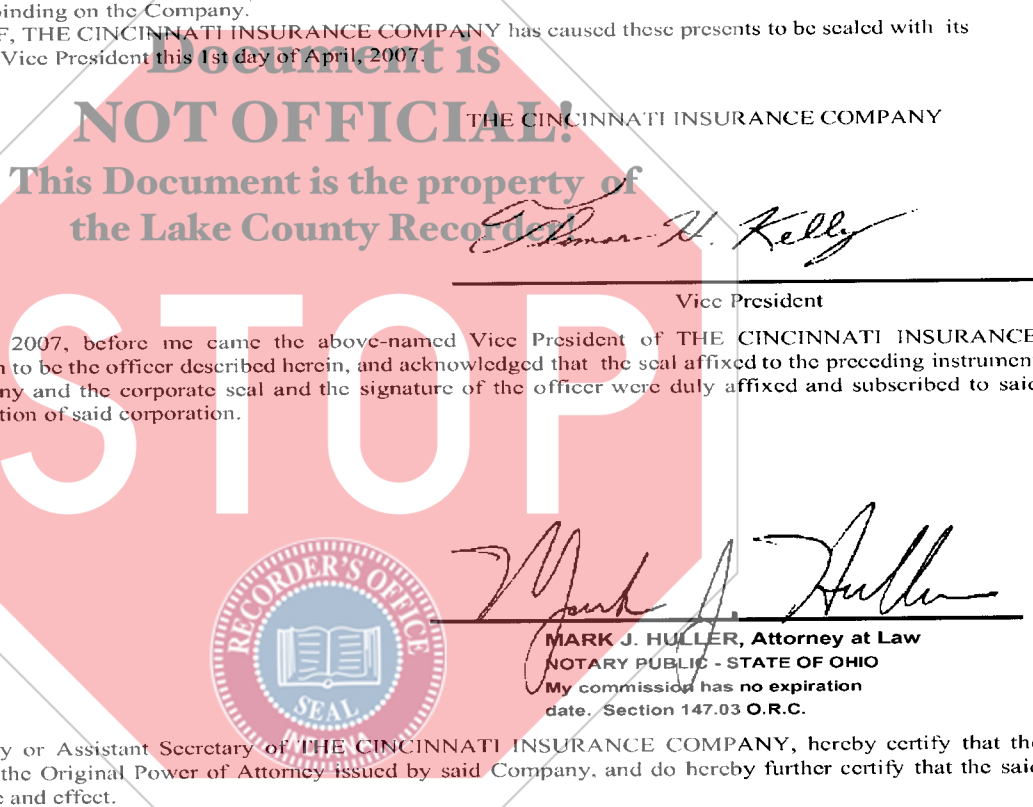 binding on the Company.
F, THE CINCINNATI INSURANCE COMPANY has caused these presents to be sealed with its
Vice President this 1st day of April, 2007.
Document is
NOT OFFICIAL!
THE CINCINNATI INSURANCE COMPANY
This Document is the property of
the Lake County Recorder!
Thomas H. Kelly
Vice President
STOP
2007, before me came the above-named Vice President of THE CINCINNATI INSURANCE
n to be the officer described herein, and acknowledged that the seal affixed to the preceding instrument
ny and the corporate seal and the signature of the officer were duly affixed and subscribed to said
tion of said corporation.
Mark J. Huller
RECORDER'S OFFICE
SEAL
INDIANA
MARK J. HULLER, Attorney at Law
NOTARY PUBLIC - STATE OF OHIO
My commission has no expiration
date. Section 147.03 O.R.C.
y or Assistant Secretary of THE CINCINNATI INSURANCE COMPANY, hereby certify that the
the Original Power of Attorney issued by said Company, and do hereby further certify that the said
e and effect.